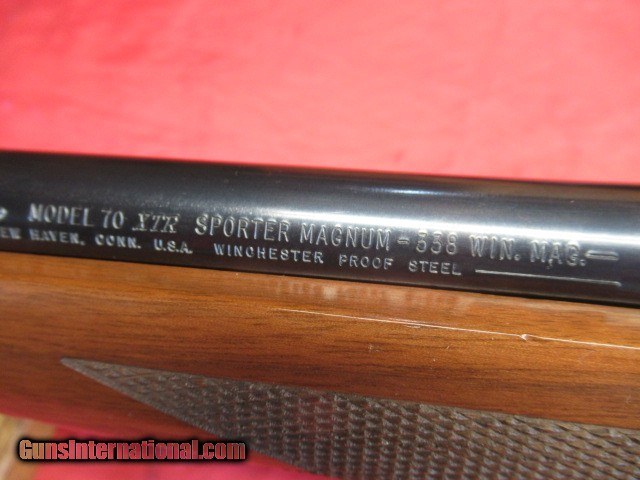 MODEL 70 XTR SPORTER MAGNUM - 338 WIN. MAG.
NEW HAVEN, CONN. U.S.A. WINCHESTER PROOF STEEL
GunsInternational.com